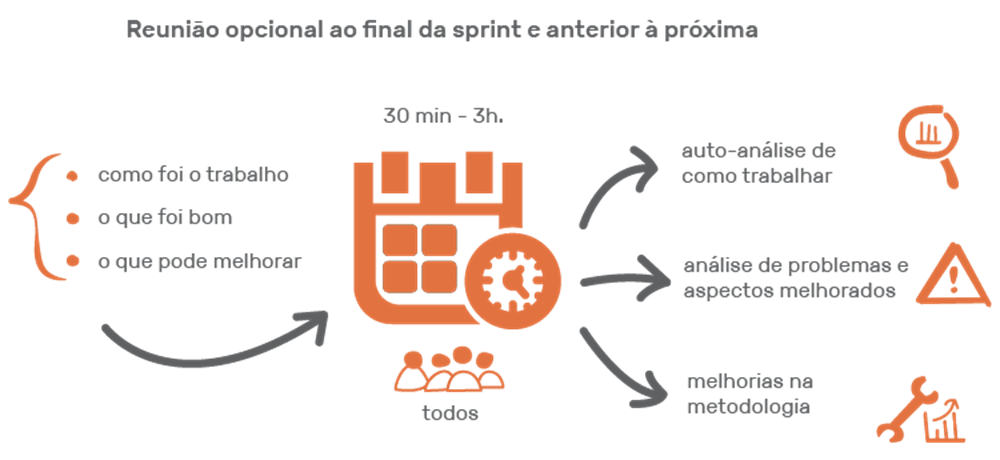 Reunião opcional ao final da sprint e anterior à próxima
30 min - 3h.
como foi o trabalho
o que foi bom
o que pode melhorar
todos
auto-análise de
como trabalhar
análise de problemas e
aspectos melhorados
melhorias na
metodologia